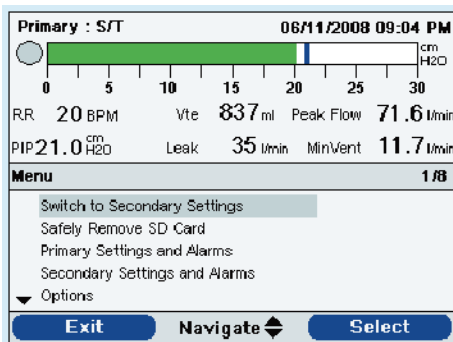 Primary : S/T 06/11/2008 09:04 PM
cm
H2O
0 5 10 15 20 25 30
RR 20 BPM Vte 837 ml Peak Flow 71.6 l/min
PIP 21.0 cm H2O Leak 35 l/min MinVent 11.7 l/min
Menu 1/8
Switch to Secondary Settings
Safely Remove SD Card
Primary Settings and Alarms
Secondary Settings and Alarms
Options
Exit Navigate Select